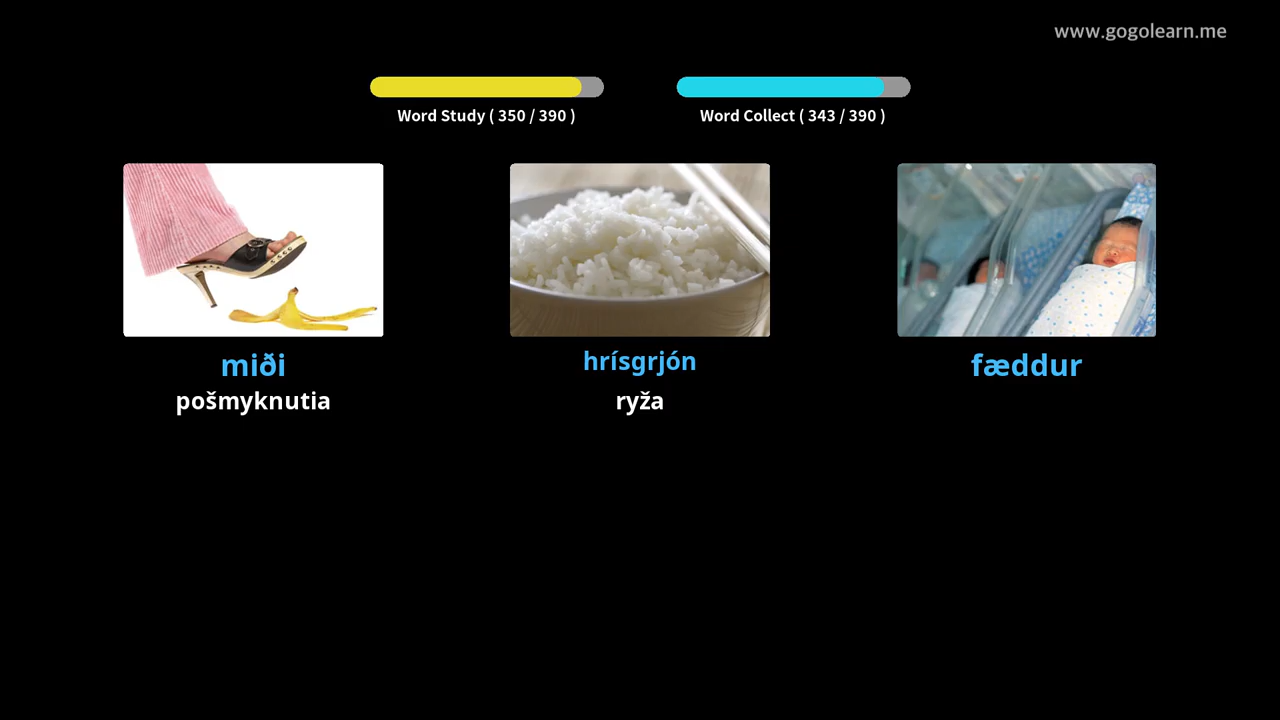 www.gogolearn.me
Word Study ( 350 / 390 )
Word Collect ( 343 / 390 )
miði
hrísgrjón
fæddur
pošmyknutia
ryža